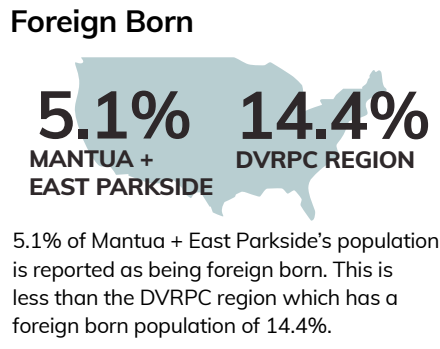 Foreign Born
5.1% 14.4%
MANTUA + DVRPC REGION
EAST PARKSIDE
5.1% of Mantua + East Parkside's population
is reported as being foreign born. This is
less than the DVRPC region which has a
foreign born population of 14.4%.